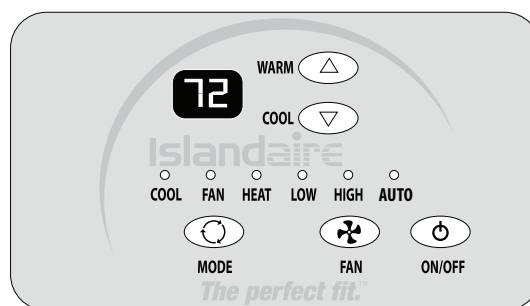 WARM
72
COOL
Islandaire
COOL FAN HEAT LOW HIGH AUTO
MODE FAN ON/OFF
The perfect fit.™